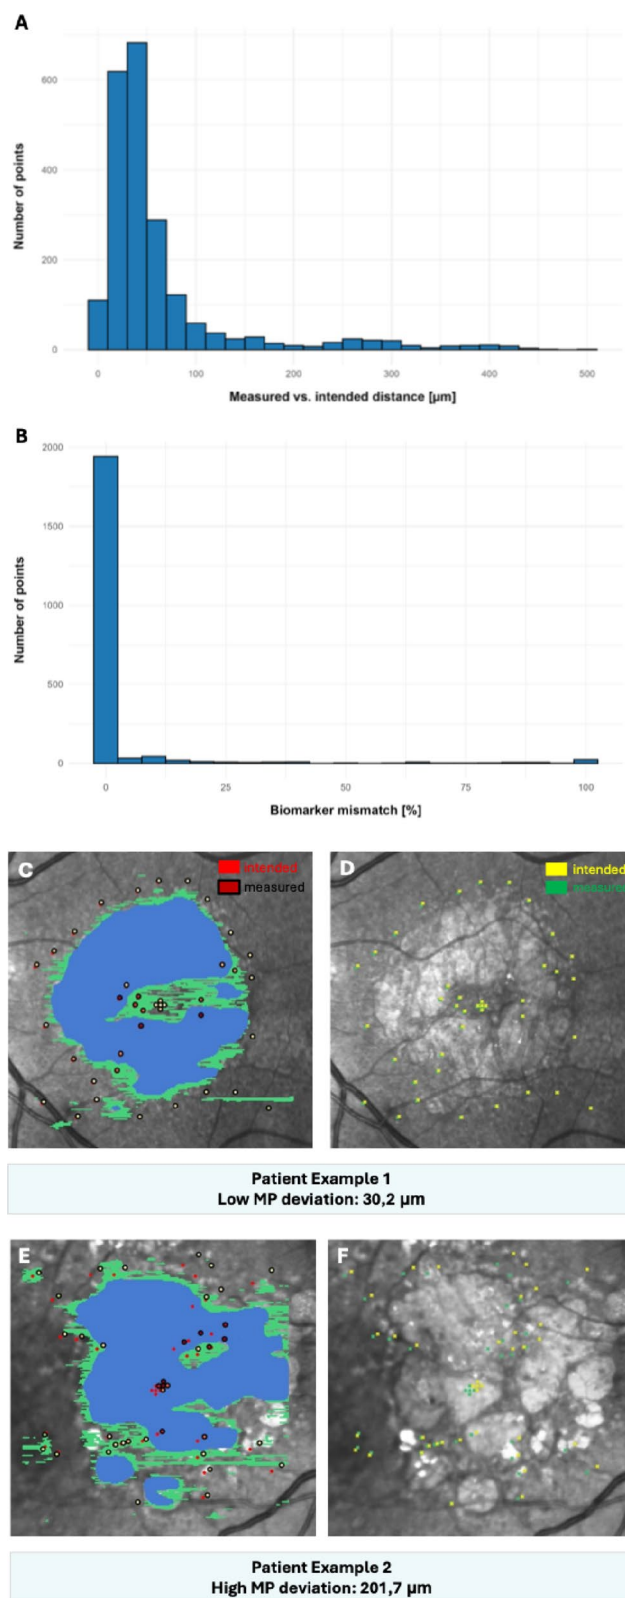 A
600
400
200
0
Number of points
0 100 200 300 400 500
Measured vs. intended distance [µm]
B
2000
1500
1000
500
0
Number of points
0 25 50 75 100
Biomarker mismatch [%]
C
intended
measured
D
intended
measured
Patient Example 1
Low MP deviation: 30,2 µm
E
F
Patient Example 2
High MP deviation: 201,7 µm